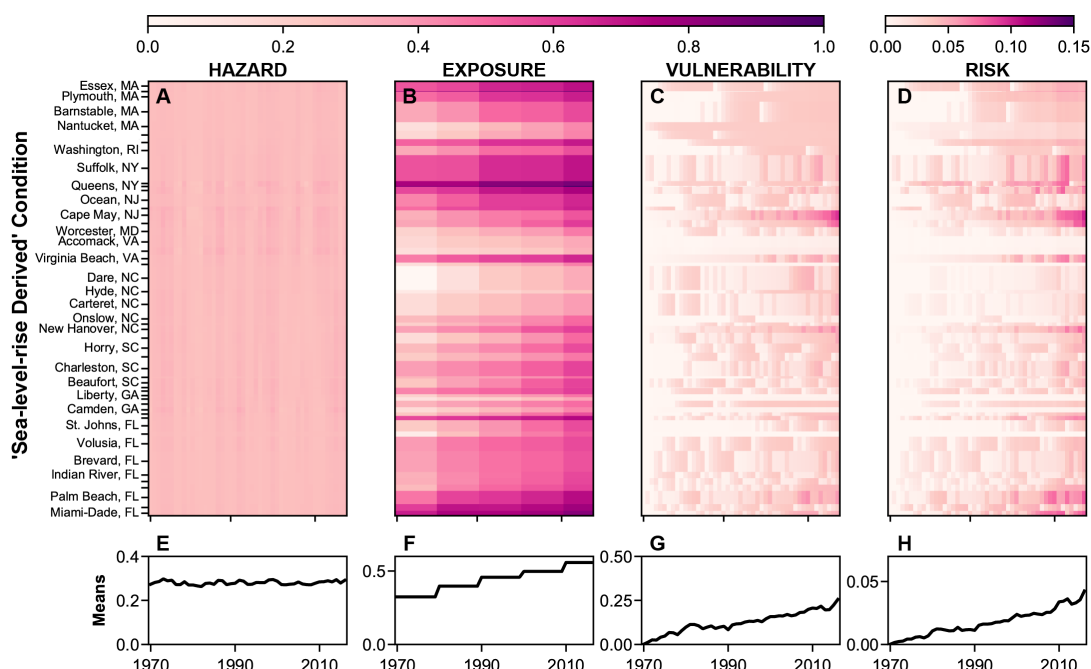 0.0 0.2 0.4 0.6 0.8 1.0
0.00 0.05 0.10 0.15
HAZARD EXPOSURE VULNERABILITY RISK
A B C D
'Sea-level-rise Derived' Condition
Essex, MA
Plymouth, MA
Barnstable, MA
Nantucket, MA
Washington, RI
Suffolk, NY
Queens, NY
Ocean, NJ
Cape May, NJ
Worcester, MD
Accomack, VA
Virginia Beach, VA
Dare, NC
Hyde, NC
Carteret, NC
Onslow, NC
New Hanover, NC
Horry, SC
Charleston, SC
Beaufort, SC
Liberty, GA
Camden, GA
St. Johns, FL
Volusia, FL
Brevard, FL
Indian River, FL
Palm Beach, FL
Miami-Dade, FL
E F G H
Means
0.4
0.2
0.0
0.5
0.0
0.50
0.25
0.00
0.05
0.00
1970 1990 2010 1970 1990 2010 1970 1990 2010 1970 1990 2010